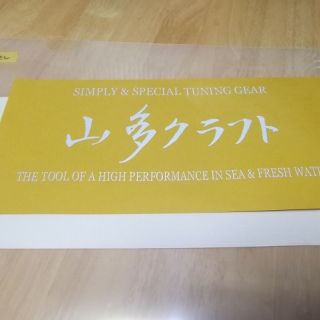 SIMPLY & SPECIAL TUNING GEAR
山多クラフト
THE TOOL OF A HIGH PERFORMANCE IN SEA & FRESH WAT